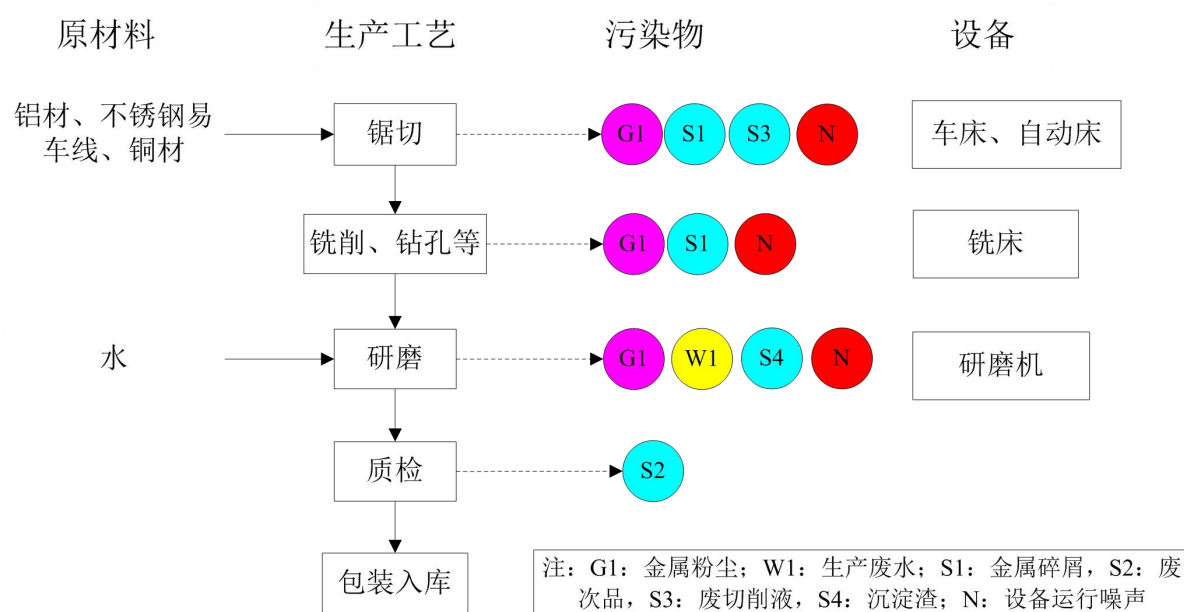 原材料 生产工艺 污染物 设备
铝材、不锈钢易
车线、铜材
锯切 G1 S1 S3 N 车床、自动床
铣削、钻孔等 G1 S1 N 铣床
水 研磨 G1 W1 S4 N 研磨机
质检 S2
包装入库
注：G1：金属粉尘；W1：生产废水；S1：金属碎屑，S2：废
次品，S3：废切削液，S4：沉淀渣；N：设备运行噪声